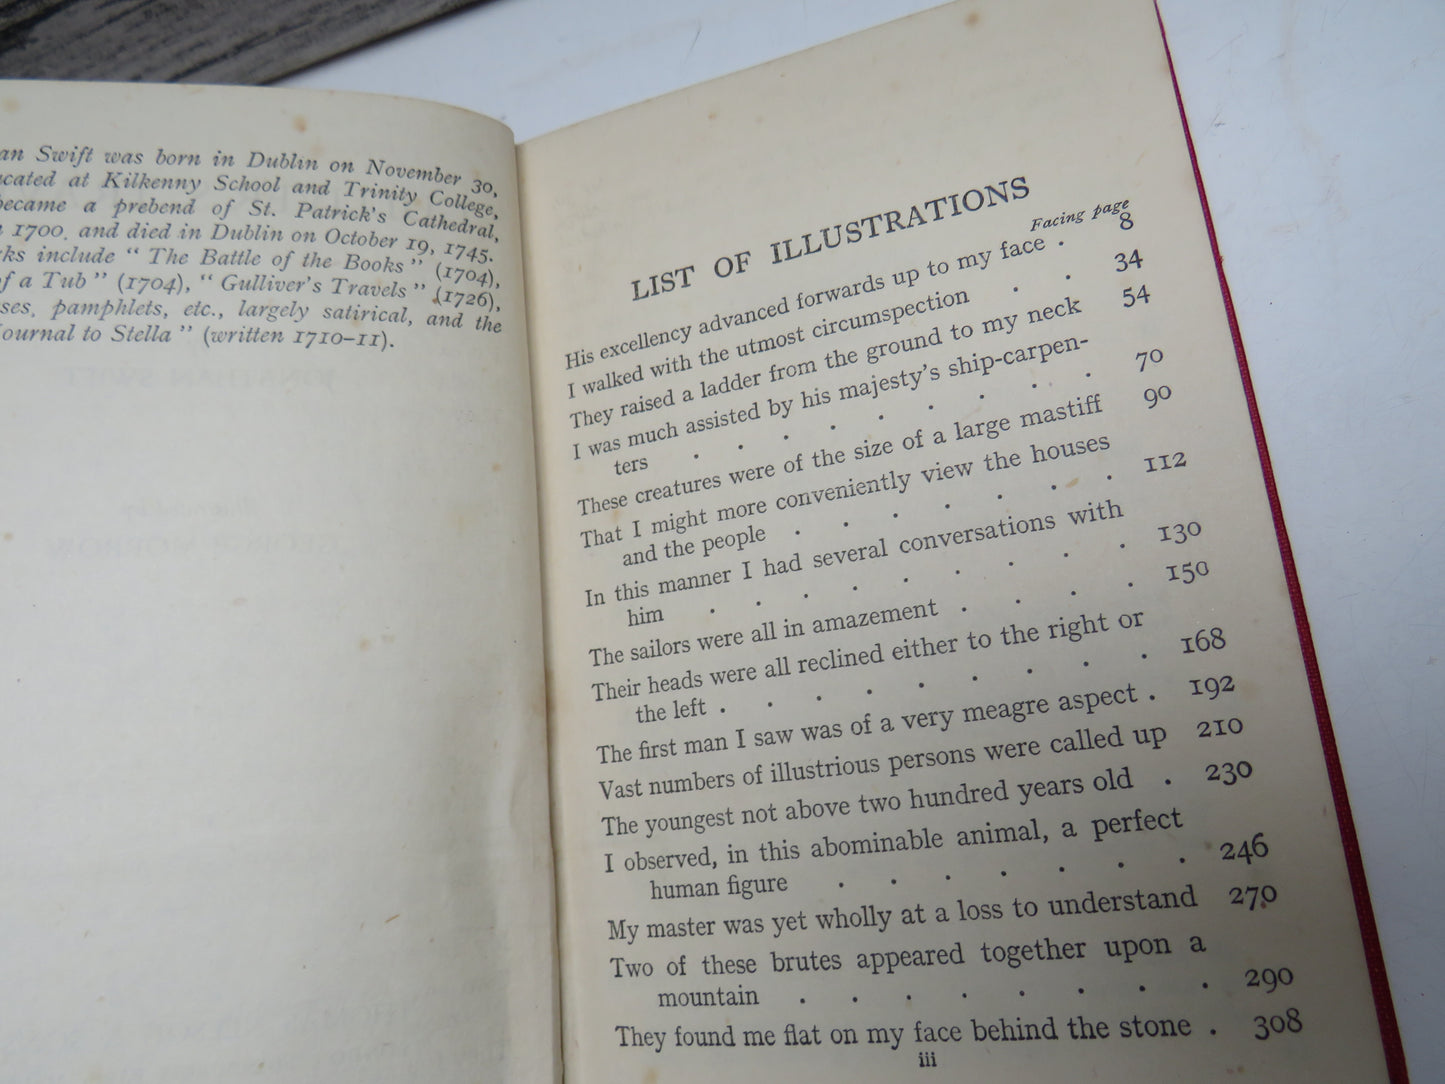 an Swift was born in Dublin on November 30,
cated at Kilkenny School and Trinity College,
became a prebend of St. Patrick's Cathedral,
1700, and died in Dublin on October 19, 1745.
ks include " The Battle of the Books " (1704),
of a Tub " (1704), " Gulliver's Travels " (1726),
ses, pamphlets, etc., largely satirical, and the
ournal to Stella " (written 1710-11).
LIST OF ILLUSTRATIONS
Facing page
His excellency advanced forwards up to my face . 8
I walked with the utmost circumspection . . 34
They raised a ladder from the ground to my neck 54
I was much assisted by his majesty's ship-carpen-
ters . . . . . . . . 70
These creatures were of the size of a large mastiff 90
That I might more conveniently view the houses
and the people . . . . . . . 112
In this manner I had several conversations with
him . . . . . . . . . 130
The sailors were all in amazement . . . . 150
Their heads were all reclined either to the right or
the left . . . . . . . . . 168
The first man I saw was of a very meagre aspect . 192
Vast numbers of illustrious persons were called up 210
The youngest not above two hundred years old . 230
I observed, in this abominable animal, a perfect
human figure . . . . . . . 246
My master was yet wholly at a loss to understand 270
Two of these brutes appeared together upon a
mountain . . . . . . . . 290
They found me flat on my face behind the stone . 308
iii